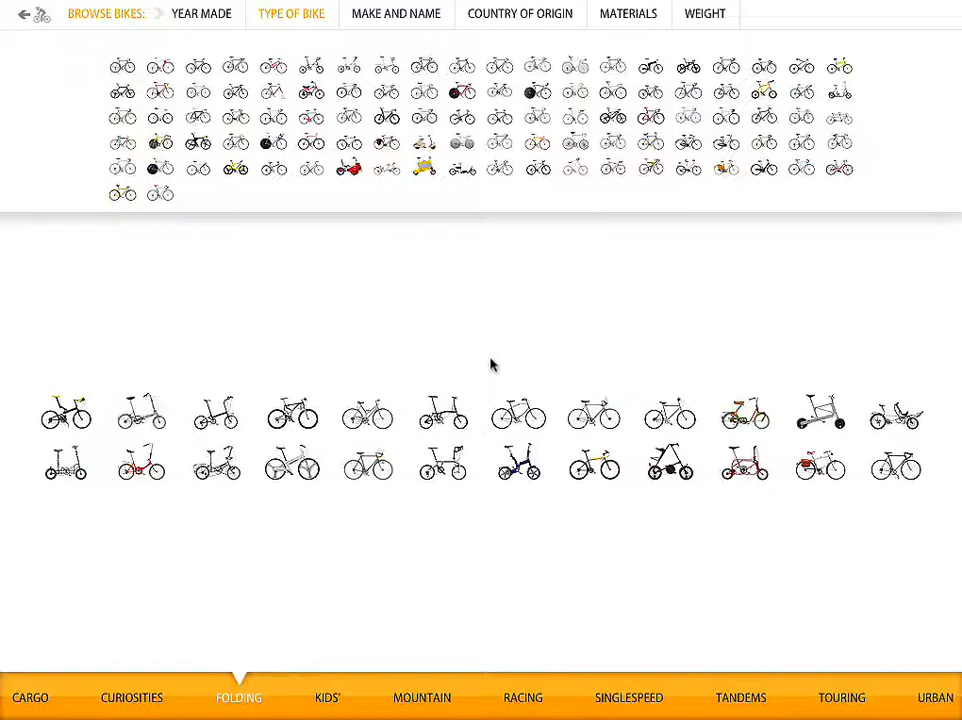 BROWSE BIKES: YEAR MADE TYPE OF BIKE MAKE AND NAME COUNTRY OF ORIGIN MATERIALS WEIGHT
CARGO CURIOSITIES FOLDING KIDS' MOUNTAIN RACING SINGLESPEED TANDEMS TOURING URBAN